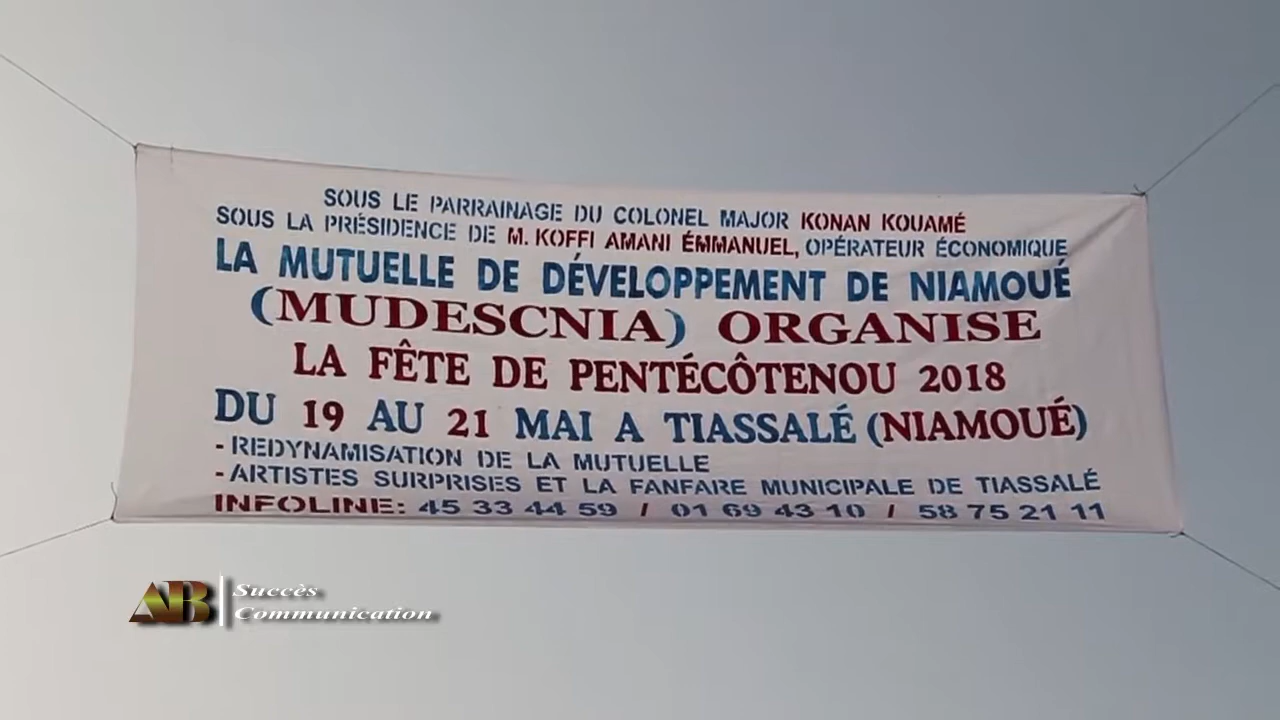 SOUS LE PARRAINAGE DU COLONEL MAJOR KONAN KOUAMÉ
SOUS LA PRÉSIDENCE DE M. KOFFI AMANI ÉMMANUEL, OPÉRATEUR ÉCONOMIQUE
LA MUTUELLE DE DÉVELOPPEMENT DE NIAMOUÉ
(MUDESCNIA) ORGANISE
LA FÊTE DE PENTÉCÔTENOU 2018
DU 19 AU 21 MAI A TIASSALÉ (NIAMOUÉ)
- REDYNAMISATION DE LA MUTUELLE
- ARTISTES SURPRISES ET LA FANFARE MUNICIPALE DE TIASSALÉ
INFOLINE: 45 33 44 59 / 01 69 43 10 / 58 75 21 11
AB Succès
Communication